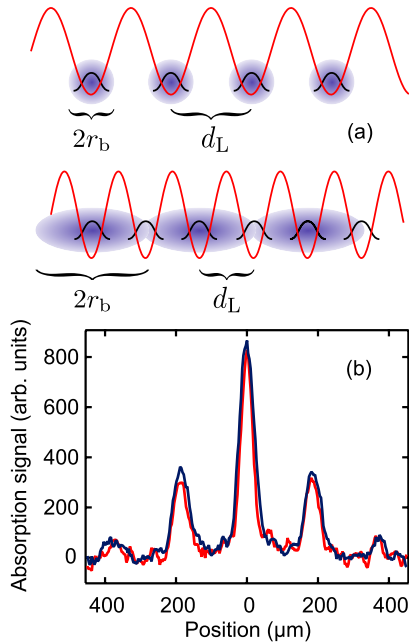 2r_b
d_L
(a)
2r_b
d_L
(b)
Absorption signal (arb. units)
800
600
400
200
0
400
200
0
200
400
Position (μm)